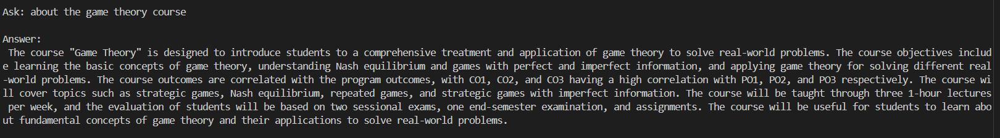 Ask: about the game theory course
Answer:
The course "Game Theory" is designed to introduce students to a comprehensive treatment and application of game theory to solve real-world problems. The course objectives includ
e learning the basic concepts of game theory, understanding Nash equilibrium and games with perfect and imperfect information, and applying game theory for solving different real
-world problems. The course outcomes are correlated with the program outcomes, with CO1, CO2, and CO3 having a high correlation with PO1, PO2, and PO3 respectively. The course wi
ll cover topics such as strategic games, Nash equilibrium, repeated games, and strategic games with imperfect information. The course will be taught through three 1-hour lectures
per week, and the evaluation of students will be based on two sessional exams, one end-semester examination, and assignments. The course will be useful for students to learn abo
ut fundamental concepts of game theory and their applications to solve real-world problems.